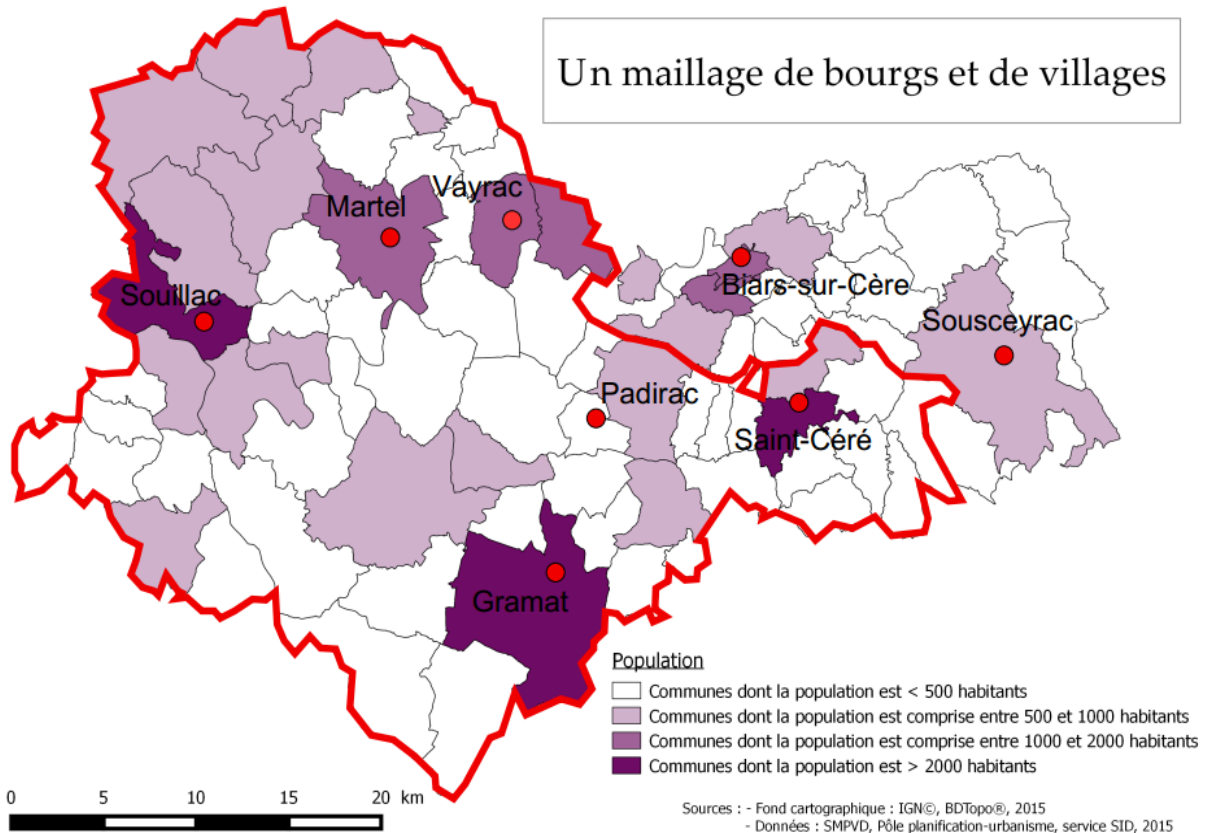 Un maillage de bourgs et de villages
Vayrac
Martel
Biars-sur-Cère
Souillac
Sousceyrac
Padirac
Saint-Céré
Gramat
Population
Communes dont la population est < 500 habitants
Communes dont la population est comprise entre 500 et 1000 habitants
Communes dont la population est comprise entre 1000 et 2000 habitants
Communes dont la population est > 2000 habitants
0 5 10 15 20 km
Sources : - Fond cartographique : IGN©, BDTopo®, 2015
- Données : SMPVD, Pôle planification-urbanisme, service SID, 2015